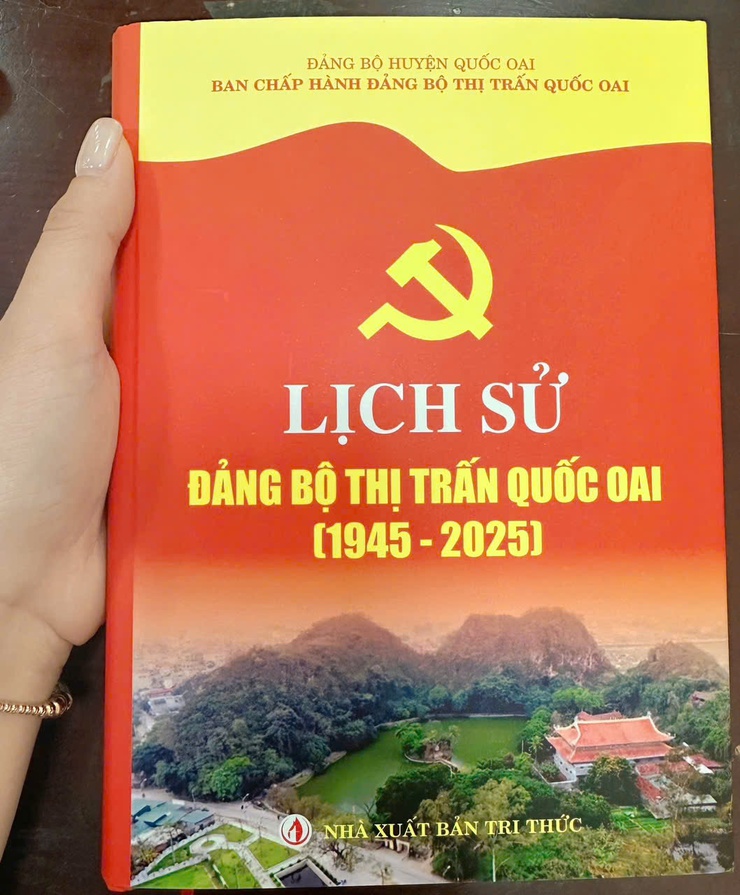 ĐẢNG BỘ HUYỆN QUỐC OAI
BAN CHẤP HÀNH ĐẢNG BỘ THỊ TRẤN QUỐC OAI
LỊCH SỬ
ĐẢNG BỘ THỊ TRẤN QUỐC OAI
(1945 - 2025)
NHÀ XUẤT BẢN TRI THỨC